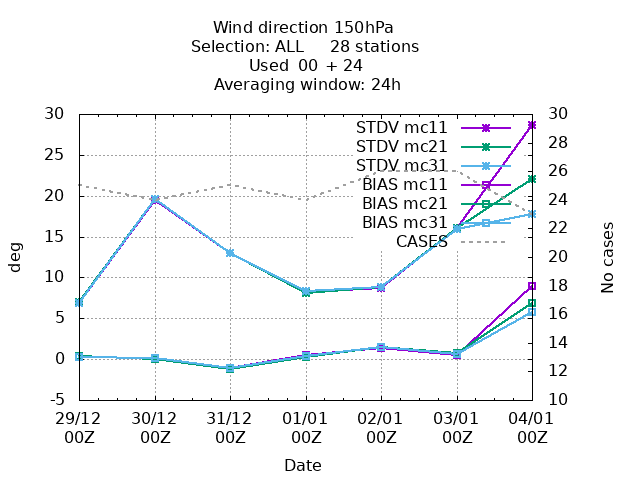 Wind direction 150hPa
Selection: ALL     28 stations
Used  00  + 24
Averaging window: 24h
30 30
STDV mc11
28
STDV mc21
25
STDV mc31
26
BIAS mc11
20 24
BIAS mc21
BIAS mc31
22
CASES
15
20
10
18
5
16
14
0
12
-5 10
deg
No cases
29/12 30/12 31/12 01/01 02/01 03/01 04/01
00Z 00Z 00Z 00Z 00Z 00Z 00Z
Date